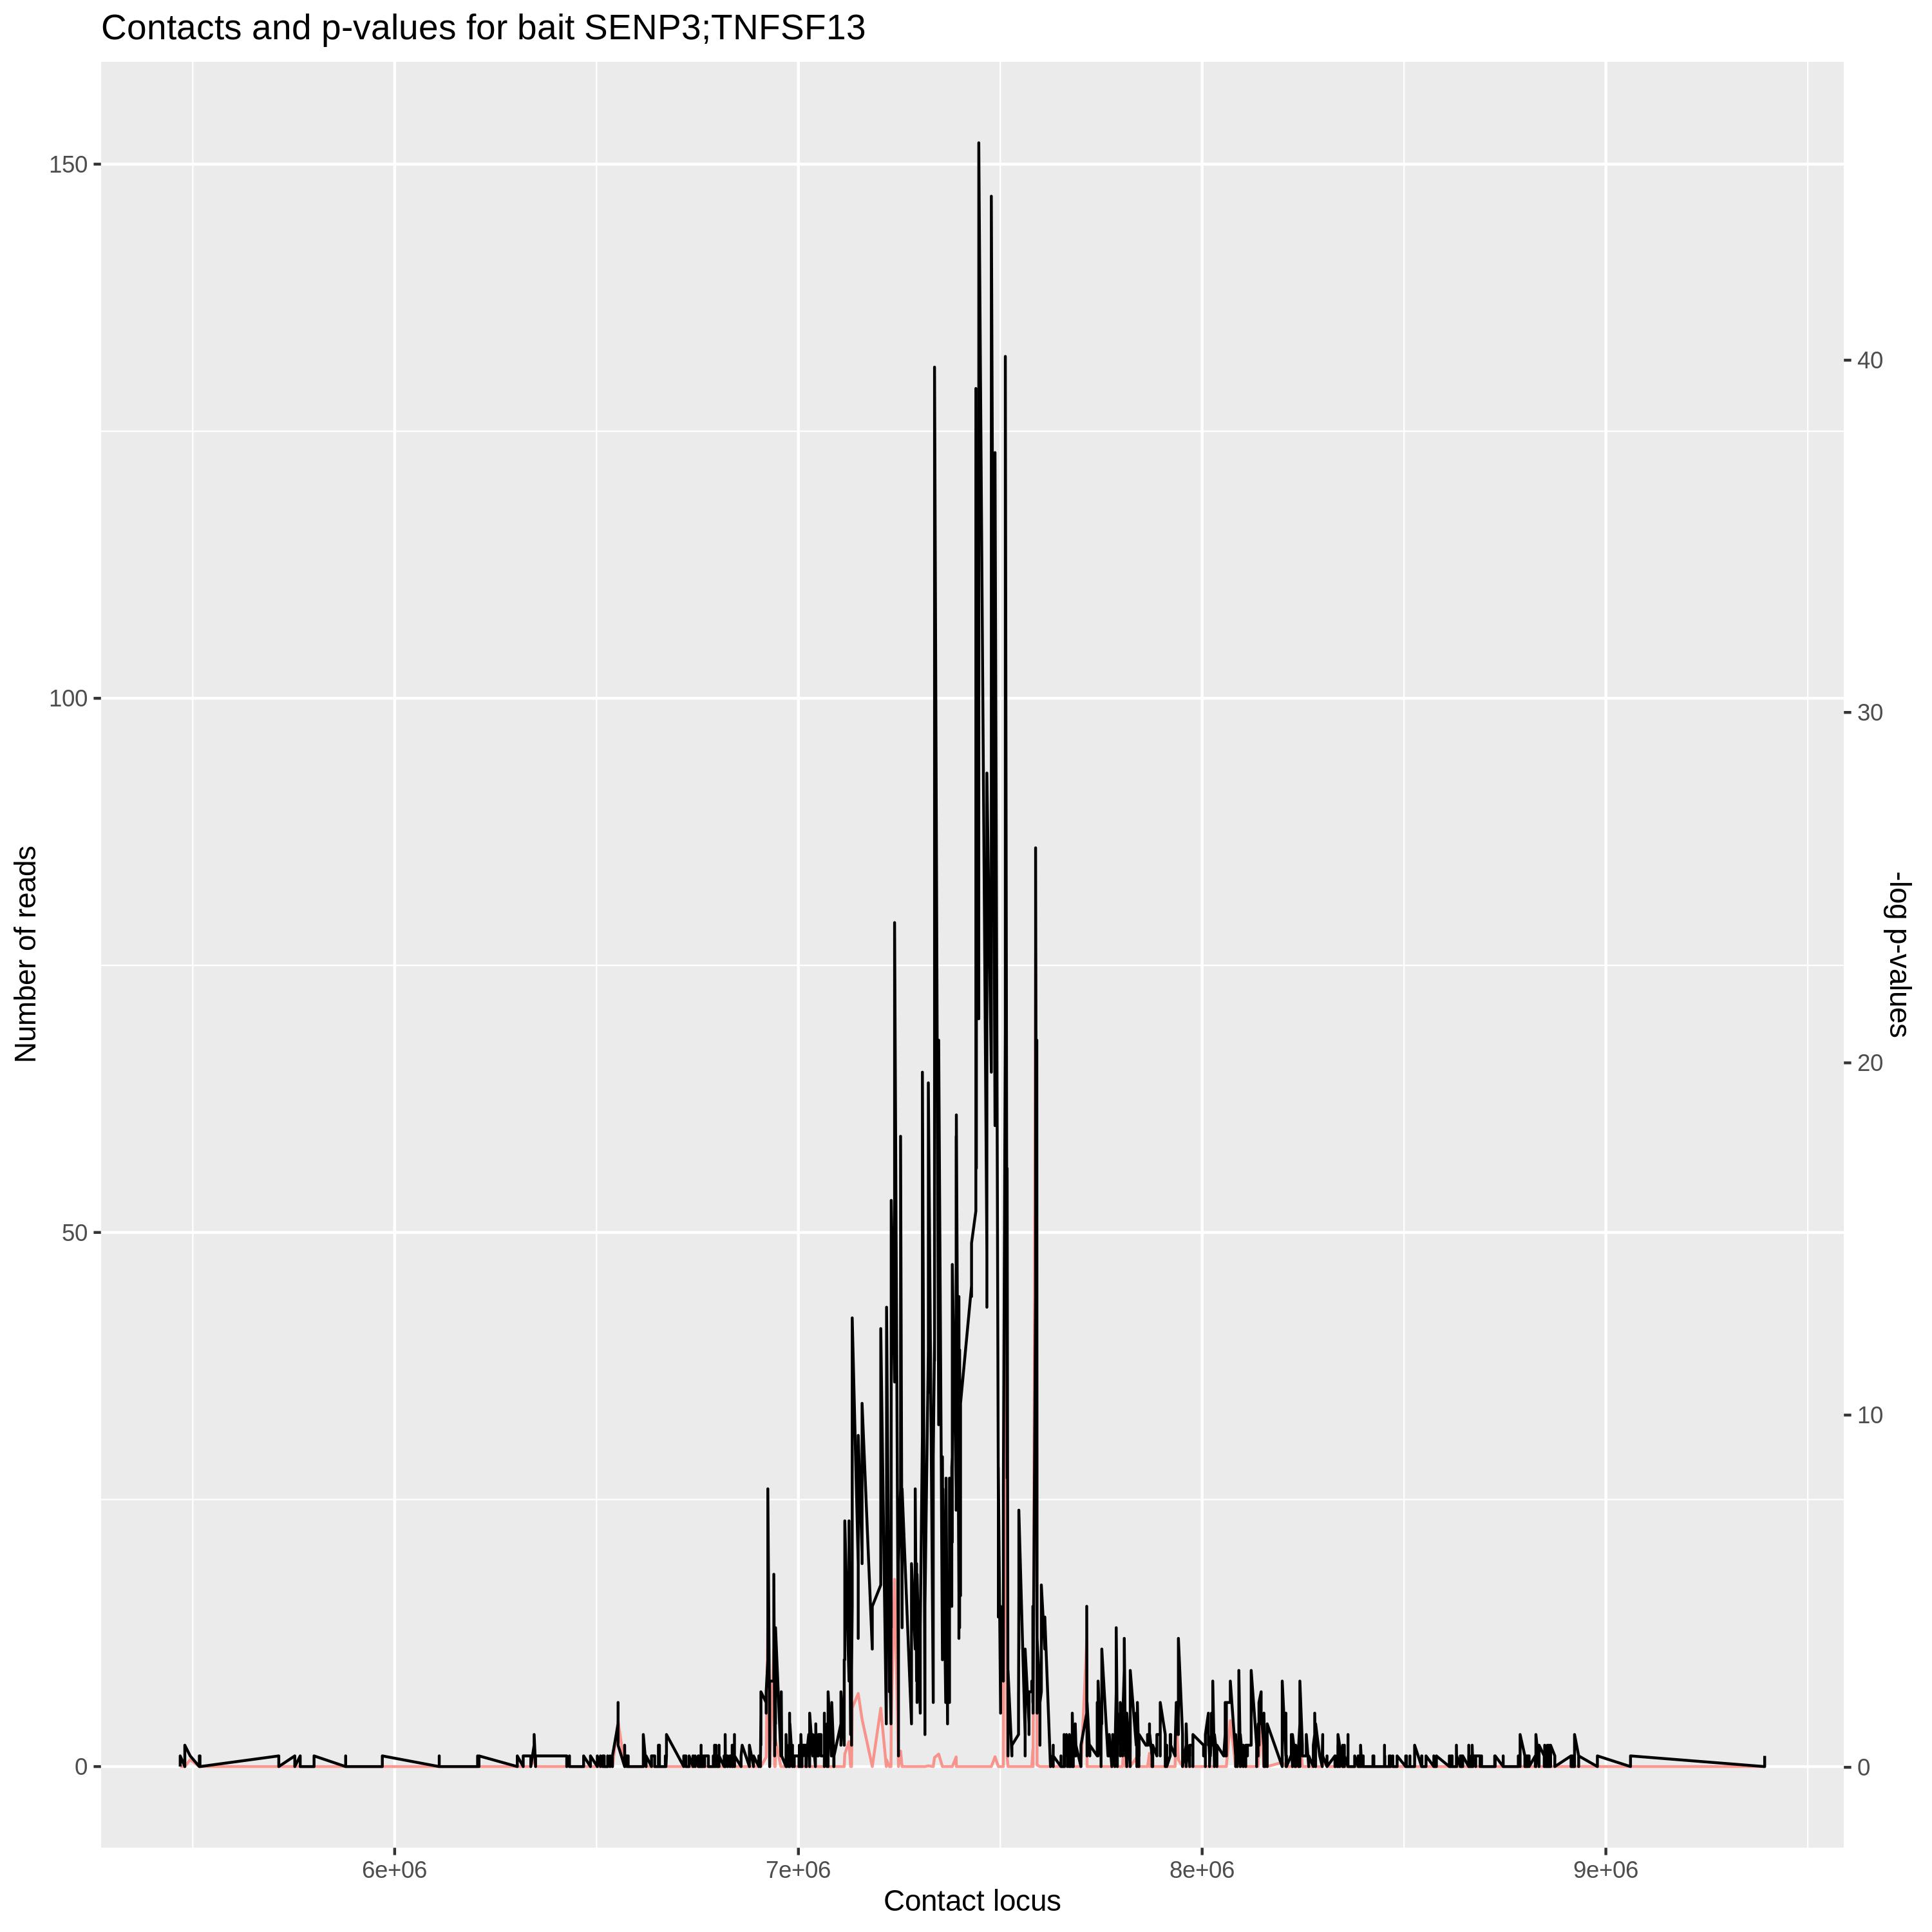 Contacts and p-values for bait SENP3;TNFSF13
150
100
50
0
40
30
20
10
0
Number of reads
-log p-values
6e+06
7e+06
8e+06
9e+06
Contact locus